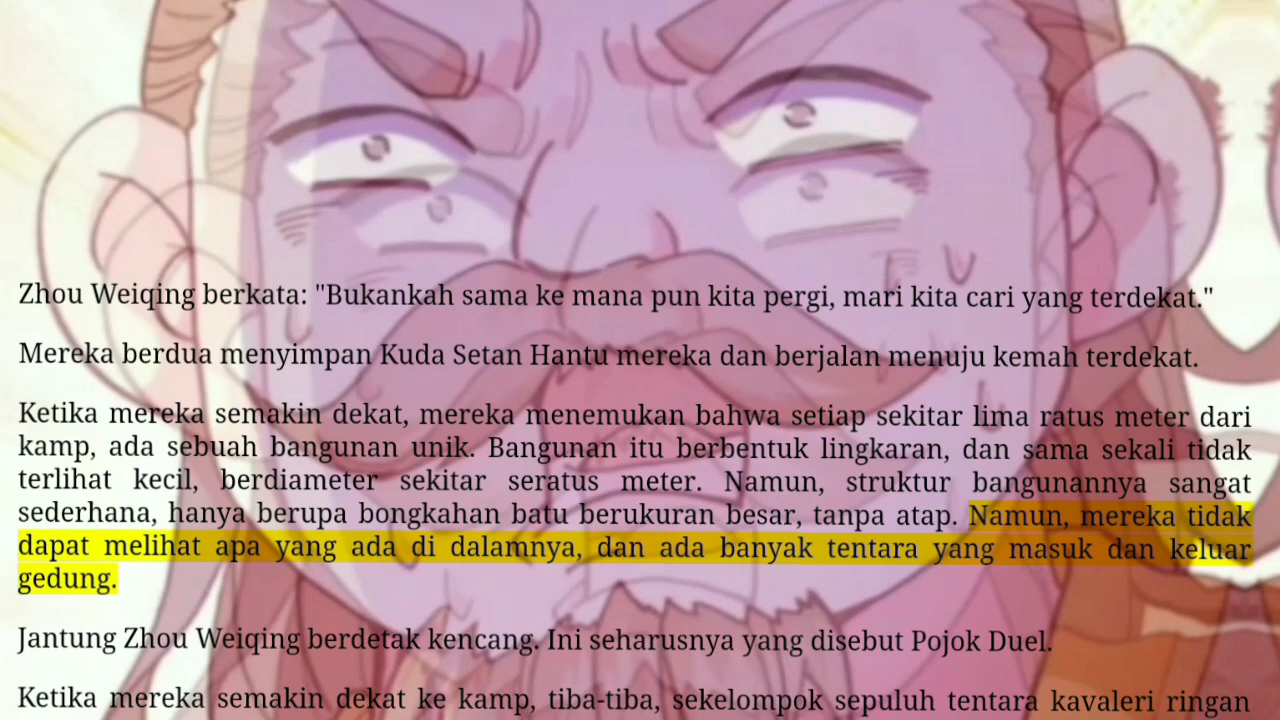 Zhou Weiqing berkata: "Bukankah sama ke mana pun kita pergi, mari kita cari yang terdekat."
Mereka berdua menyimpan Kuda Setan Hantu mereka dan berjalan menuju kemah terdekat.
Ketika mereka semakin dekat, mereka menemukan bahwa setiap sekitar lima ratus meter dari
kamp, ada sebuah bangunan unik. Bangunan itu berbentuk lingkaran, dan sama sekali tidak
terlihat kecil, berdiameter sekitar seratus meter. Namun, struktur bangunannya sangat
sederhana, hanya berupa bongkahan batu berukuran besar, tanpa atap. Namun, mereka tidak
dapat melihat apa yang ada di dalamnya, dan ada banyak tentara yang masuk dan keluar
gedung.
Jantung Zhou Weiqing berdetak kencang. Ini seharusnya yang disebut Pojok Duel.
Ketika mereka semakin dekat ke kamp, tiba-tiba, sekelompok sepuluh tentara kavaleri ringan